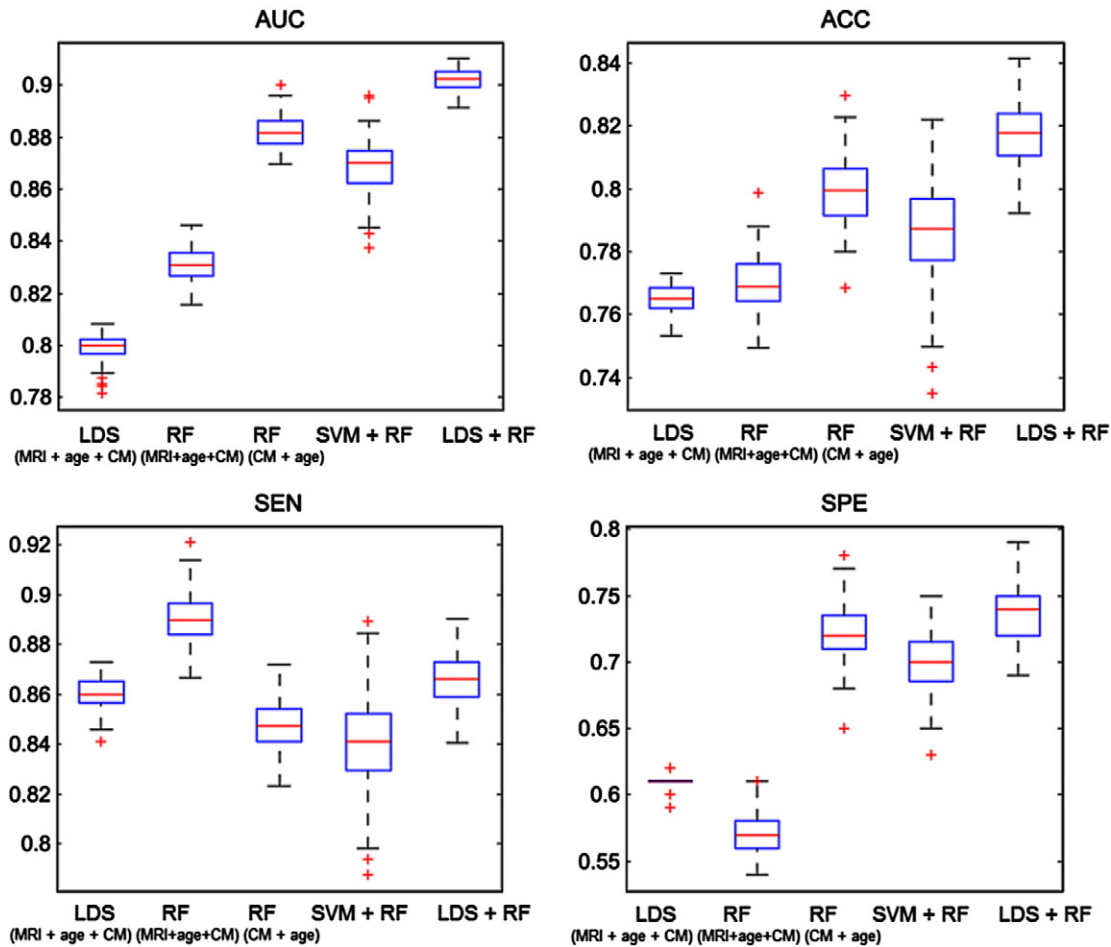 AUC
0.9
0.88
0.86
0.84
0.82
0.8
0.78
LDS RF RF SVM + RF LDS + RF
(MRI + age + CM) (MRI+age+CM) (CM + age)
ACC
0.84
0.82
0.8
0.78
0.76
0.74
LDS RF RF SVM + RF LDS + RF
(MRI + age + CM) (MRI+age+CM) (CM + age)
SEN
0.92
0.9
0.88
0.86
0.84
0.82
0.8
LDS RF RF SVM + RF LDS + RF
(MRI + age + CM) (MRI+age+CM) (CM + age)
SPE
0.8
0.75
0.7
0.65
0.6
0.55
LDS RF RF SVM + RF LDS + RF
(MRI + age + CM) (MRI+age+CM) (CM + age)